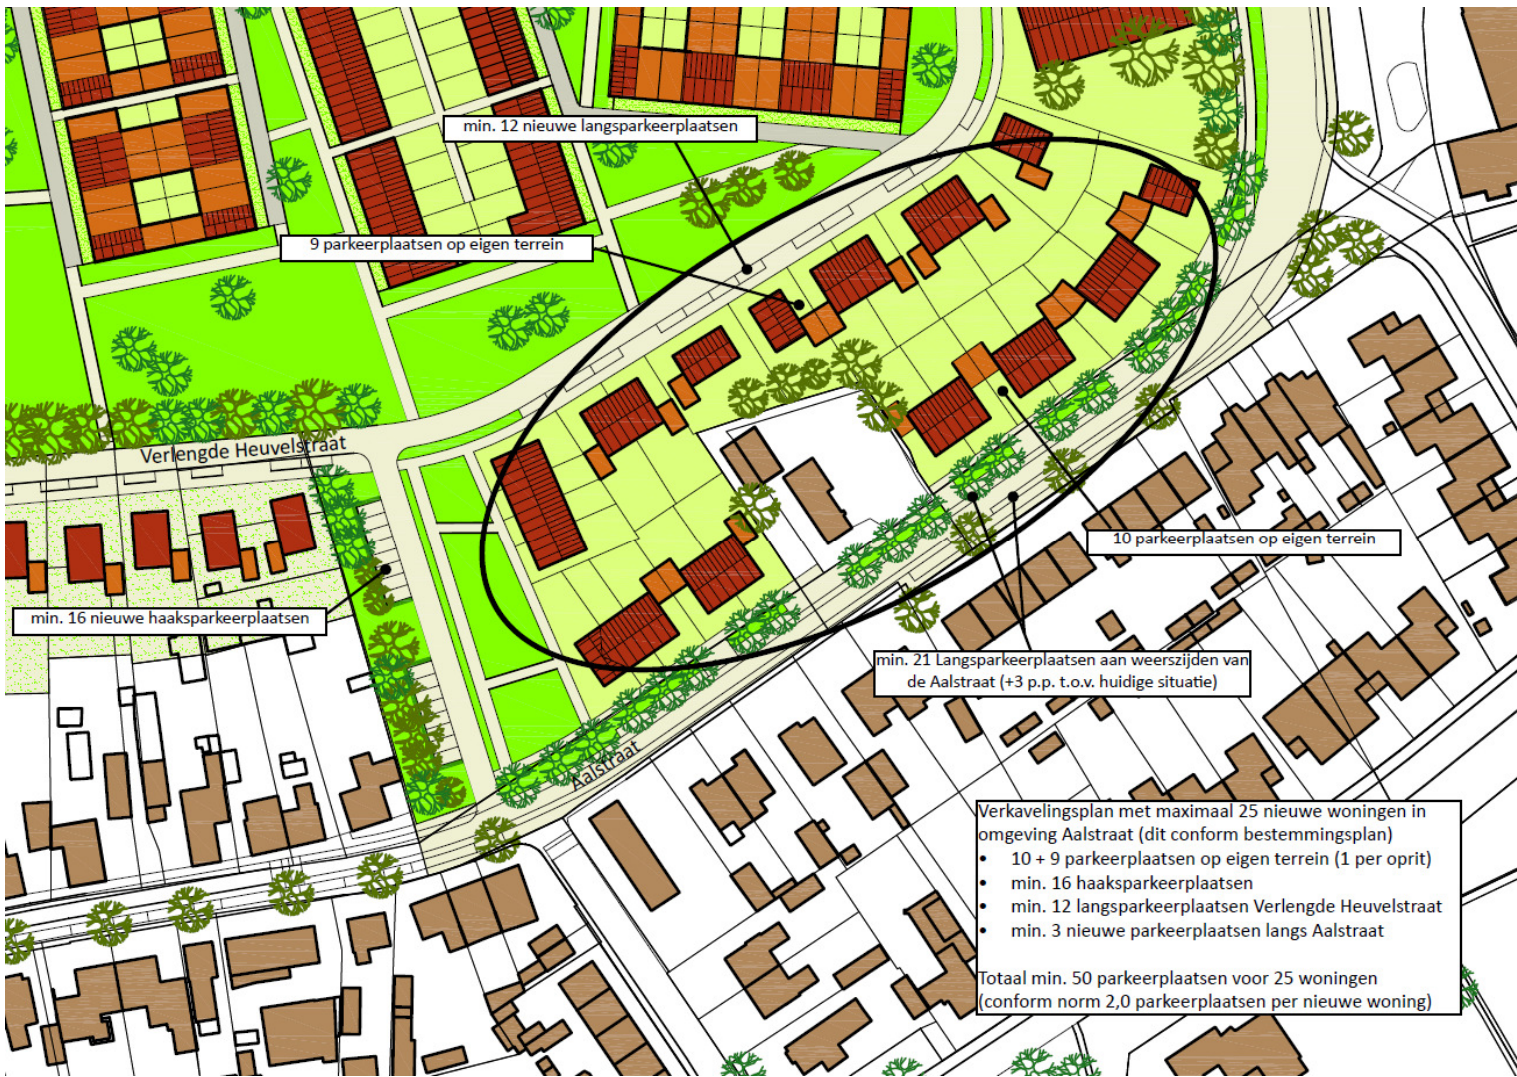 min. 12 nieuwe langsparkeerplaatsen
9 parkeerplaatsen op eigen terrein
Verlengde Heuvelstraat
10 parkeerplaatsen op eigen terrein
min. 16 nieuwe haaksparkeerplaatsen
min. 21 Langsparkeerplaatsen aan weerszijden van
de Aalstraat (+3 p.p. t.o.v. huidige situatie)
Aalstraat
Verkavelingsplan met maximaal 25 nieuwe woningen in
omgeving Aalstraat (dit conform bestemmingsplan)
• 10 + 9 parkeerplaatsen op eigen terrein (1 per oprit)
• min. 16 haaksparkeerplaatsen
• min. 12 langsparkeerplaatsen Verlengde Heuvelstraat
• min. 3 nieuwe parkeerplaatsen langs Aalstraat
Totaal min. 50 parkeerplaatsen voor 25 woningen
(conform norm 2,0 parkeerplaatsen per nieuwe woning)